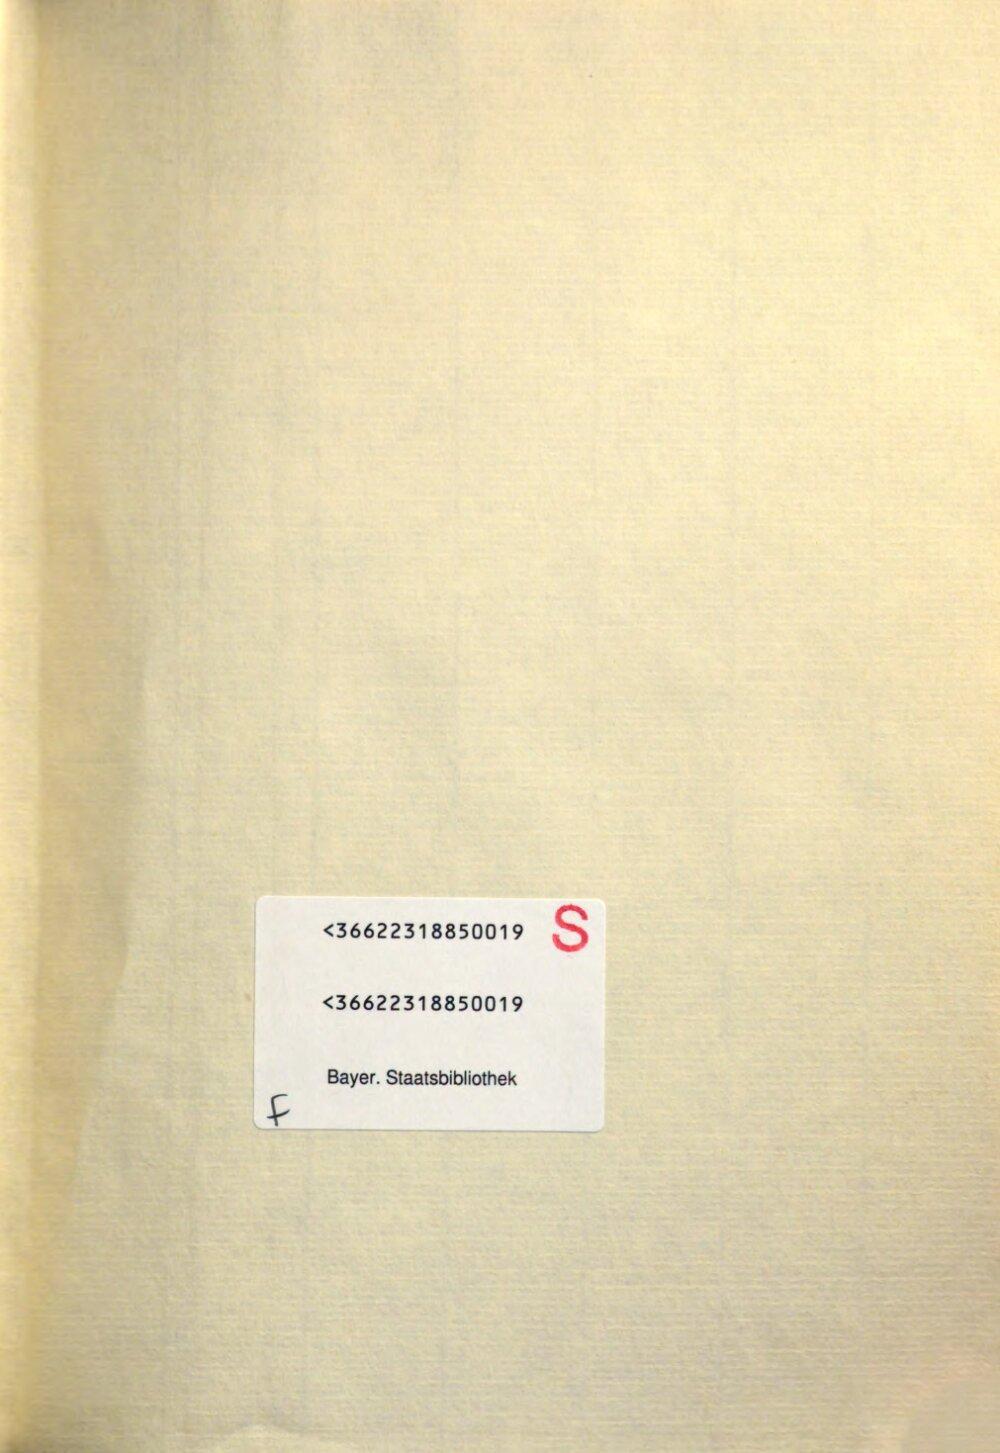 <36622318850019 S
<36622318850019
Bayer. Staatsbibliothek
F